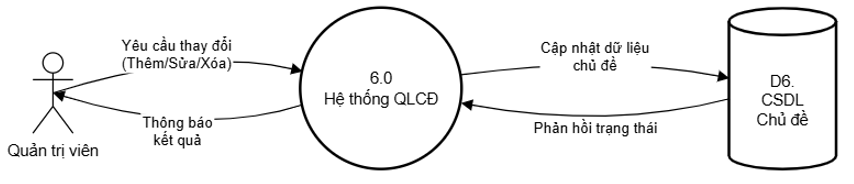 Yêu cầu thay đổi
(Thêm/Sửa/Xóa)
Thông báo
kết quả
Quản trị viên
6.0
Hệ thống QLCĐ
Cập nhật dữ liệu
chủ đề
Phản hồi trạng thái
D6.
CSDL
Chủ đề